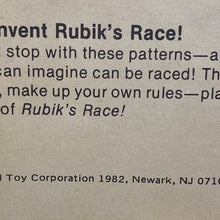 nvent Rubik's Race!
stop with these patterns—a
can imagine can be raced! Th
, make up your own rules—pla
of Rubik's Race!
Toy Corporation 1982, Newark, NJ 0710